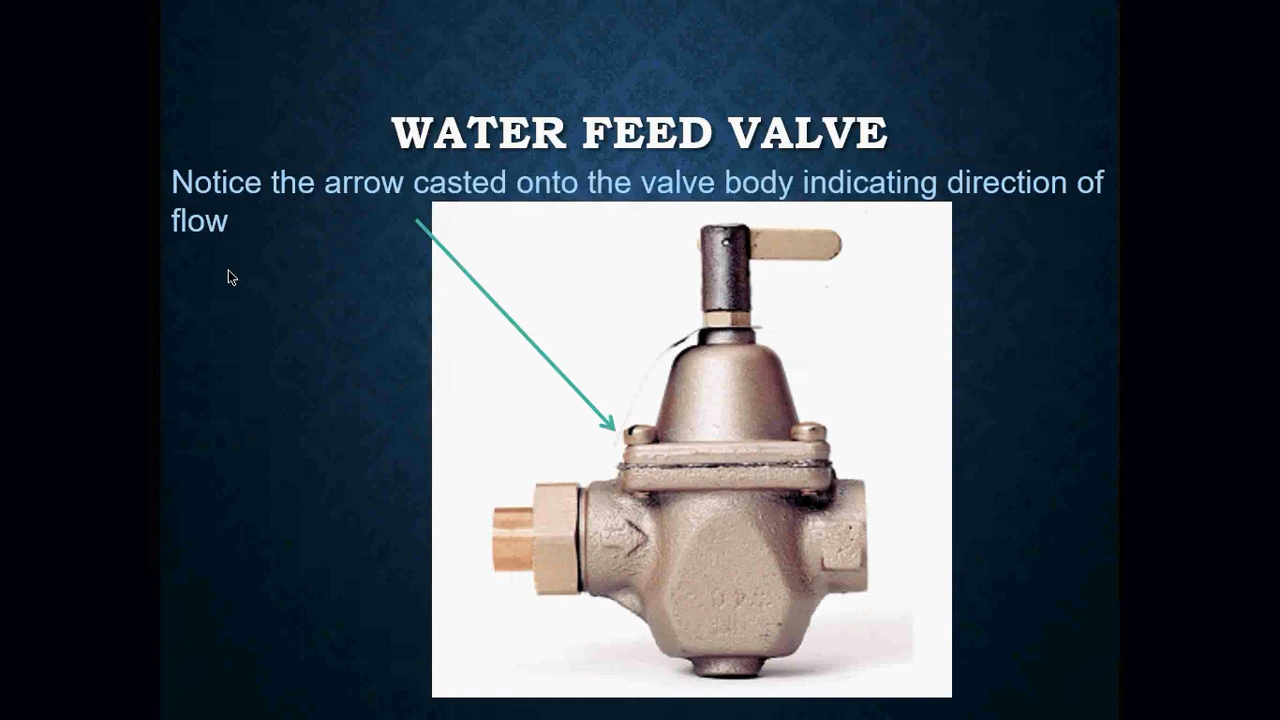 WATER FEED VALVE
Notice the arrow casted onto the valve body indicating direction of
flow